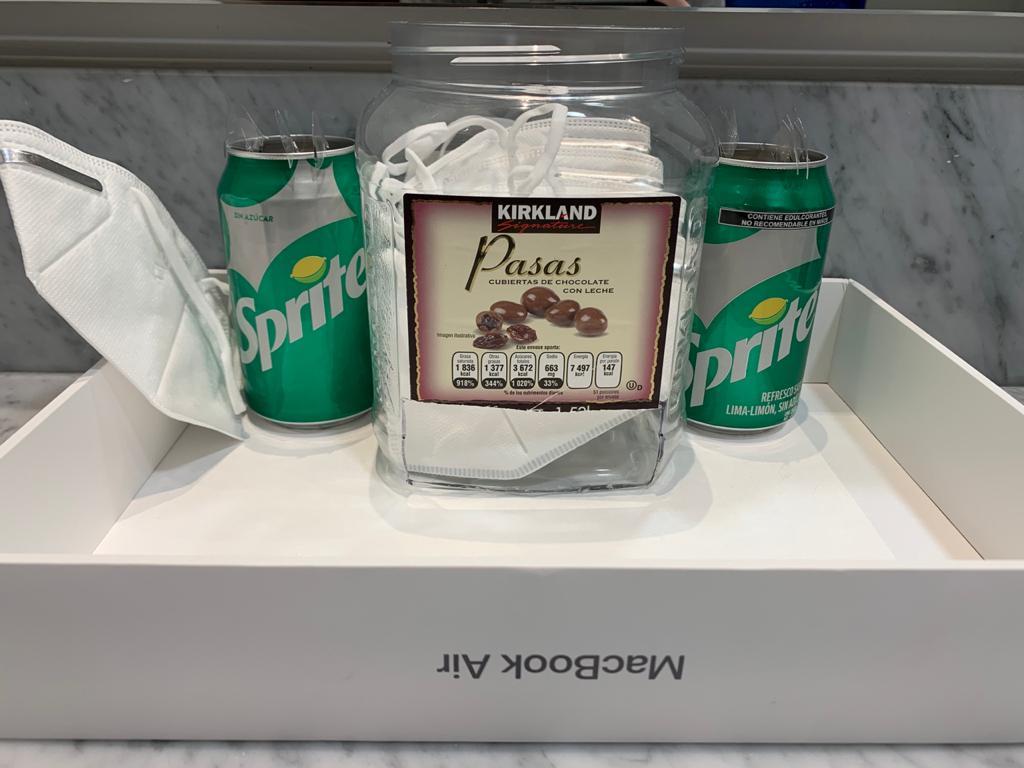 SIN AZÚCAR
Sprite
KIRKLAND
Signature
Pasas
CUBIERTAS DE CHOCOLATE
CON LECHE
Imagen ilustrativa
Este envase aporta:
Grasa saturada 1 836 kcal 918%
Otras grasas 1 377 kcal 344%
Azúcares totales 3 672 kcal 1 020%
Sodio 663 mg 33%
Energía 7 497 kcal
Energía por porción 147 kcal
% de los nutrimentos diarios
51 porciones por envase
U D
CONTIENE EDULCORANTES,
NO RECOMENDABLE EN NIÑOS
Sprite
REFRESCO
LIMA-LIMÓN, SIN
MacBook Air